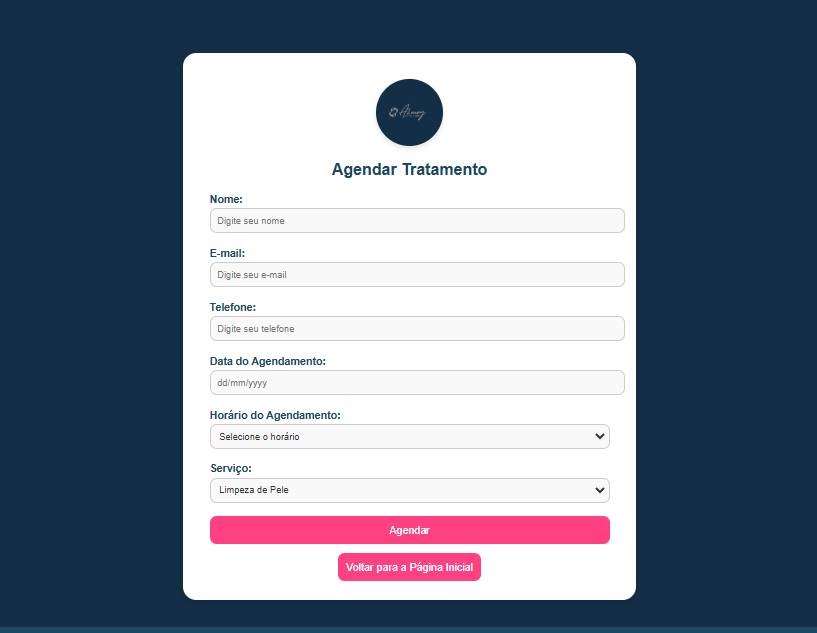 Agendar Tratamento
Nome:
Digite seu nome
E-mail:
Digite seu e-mail
Telefone:
Digite seu telefone
Data do Agendamento:
dd/mm/yyyy
Horário do Agendamento:
Selecione o horário
Serviço:
Limpeza de Pele
Agendar
Voltar para a Página Inicial